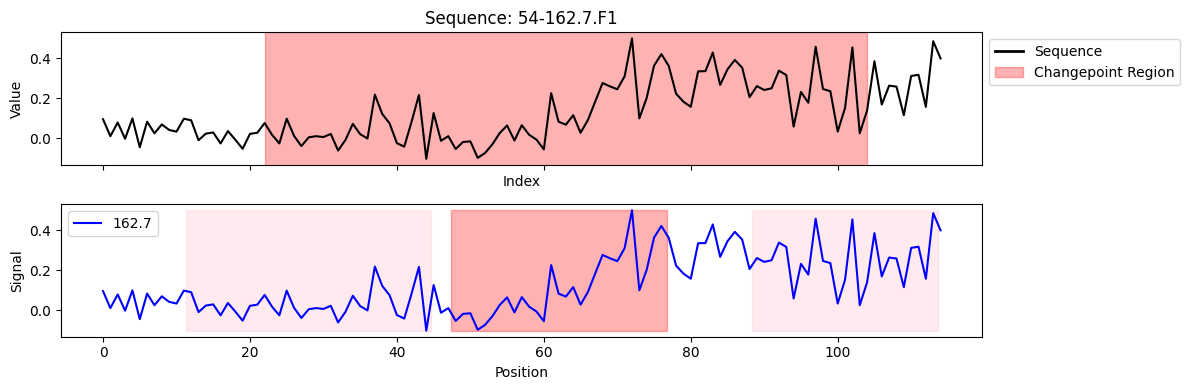 Sequence: 54-162.7.F1
0.4
0.2
0.0
Value
Index
Sequence
Changepoint Region
162.7
0.4
0.2
0.0
Signal
0 20 40 60 80 100
Position